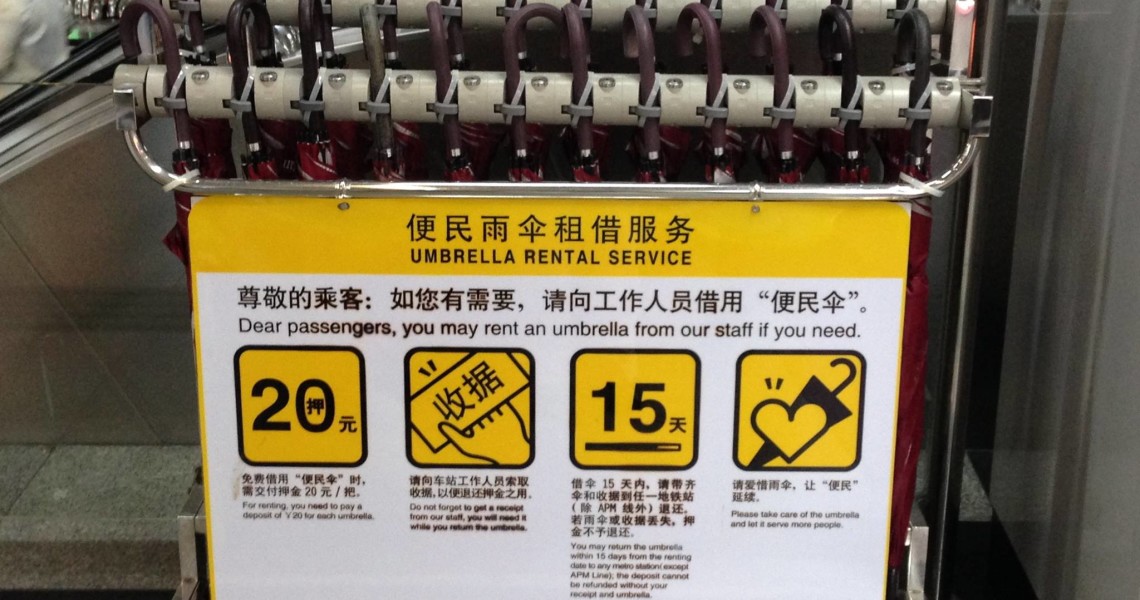 便民雨伞租借服务
UMBRELLA RENTAL SERVICE
尊敬的乘客：如您有需要，请向工作人员借用“便民伞”。
Dear passengers, you may rent an umbrella from our staff if you need.
20押元
收据
15天
免费借用“便民伞”时，
需交付押金 20 元 / 把。
For renting, you need to pay a
deposit of ￥20 for each umbrella.
请向车站工作人员索取
收据，以便退还押金之用。
Do not forget to get a receipt
from our staff, you will need it
while you return the umbrella.
借伞 15 天内，请带齐
伞和收据到任一地铁站
（除 APM 线外）退还。
若雨伞或收据丢失，押
金不予退还。
You may return the umbrella
within 15 days from the renting
date to any metro station( except
APM Line); the deposit cannot
be refunded without your
receipt and umbrella.
请爱惜雨伞，让“便民”
延续。
Please take care of the umbrella
and let it serve more people.